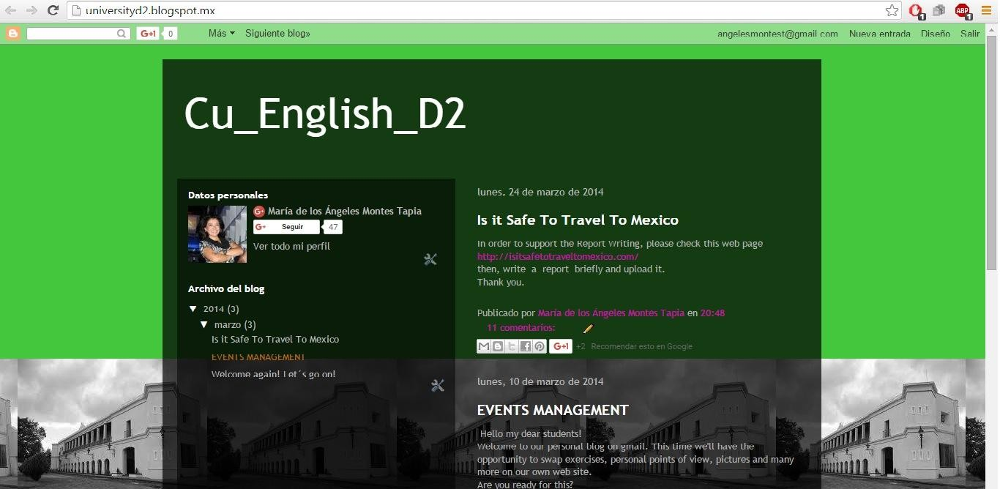 universityd2.blogspot.mx
1
ABP 1
G+1 0 Más Siguiente blog» angelesmontest@gmail.com Nueva entrada Diseño Salir
Cu_English_D2
Datos personales
G+ María de los Ángeles Montes Tapia
G+ Seguir 47
Ver todo mi perfil
Archivo del blog
▼ 2014 (3)
▼ marzo (3)
Is it Safe To Travel To Mexico
EVENTS MANAGEMENT
Welcome again! Let´s go on!
lunes, 24 de marzo de 2014
Is it Safe To Travel To Mexico
In order to support the Report Writing, please check this web page
http://isitsafetotraveltomexico.com/
then, write a report briefly and upload it.
Thank you.
Publicado por María de los Ángeles Montes Tapia en 20:48
11 comentarios:
G+1 +2 Recomendar esto en Google
lunes, 10 de marzo de 2014
EVENTS MANAGEMENT
Hello my dear students!
Welcome to our personal blog on gmail. This time we'll have the
opportunity to swap exercises, personal points of view, pictures and many
more on our own web site.
Are you ready for this?